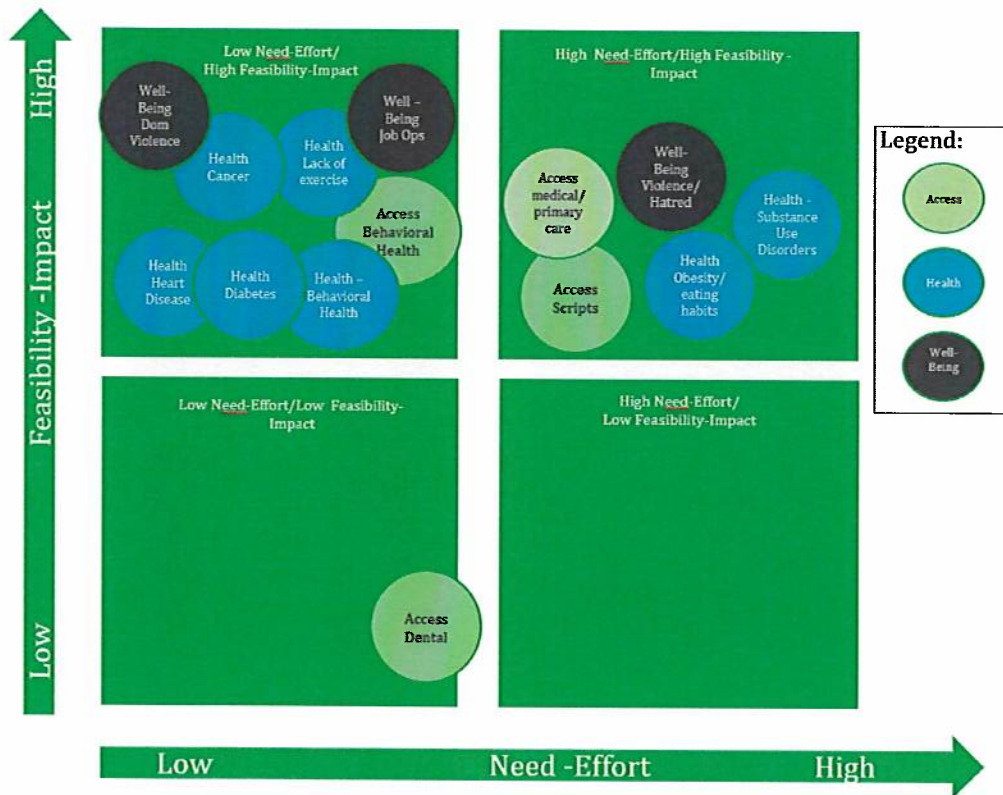 High
Feasibility -Impact
Low
Low Need-Effort/
High Feasibility-Impact
Well-
Being
Dom
Violence
Health
Cancer
Health
Lack of
exercise
Well –
Being
Job Ops
Access
Behavioral
Health
Health
Heart
Disease
Health
Diabetes
Health –
Behavioral
Health
High Need-Effort/High Feasibility -
Impact
Access
medical/
primary
care
Well-
Being
Violence/
Hatred
Health -
Substance
Use
Disorders
Access
Scripts
Health
Obesity/
eating
habits
Legend:
Access
Health
Well-
Being
Low Need-Effort/Low Feasibility-
Impact
Access
Dental
High Need-Effort/
Low Feasibility-Impact
Low
Need -Effort
High